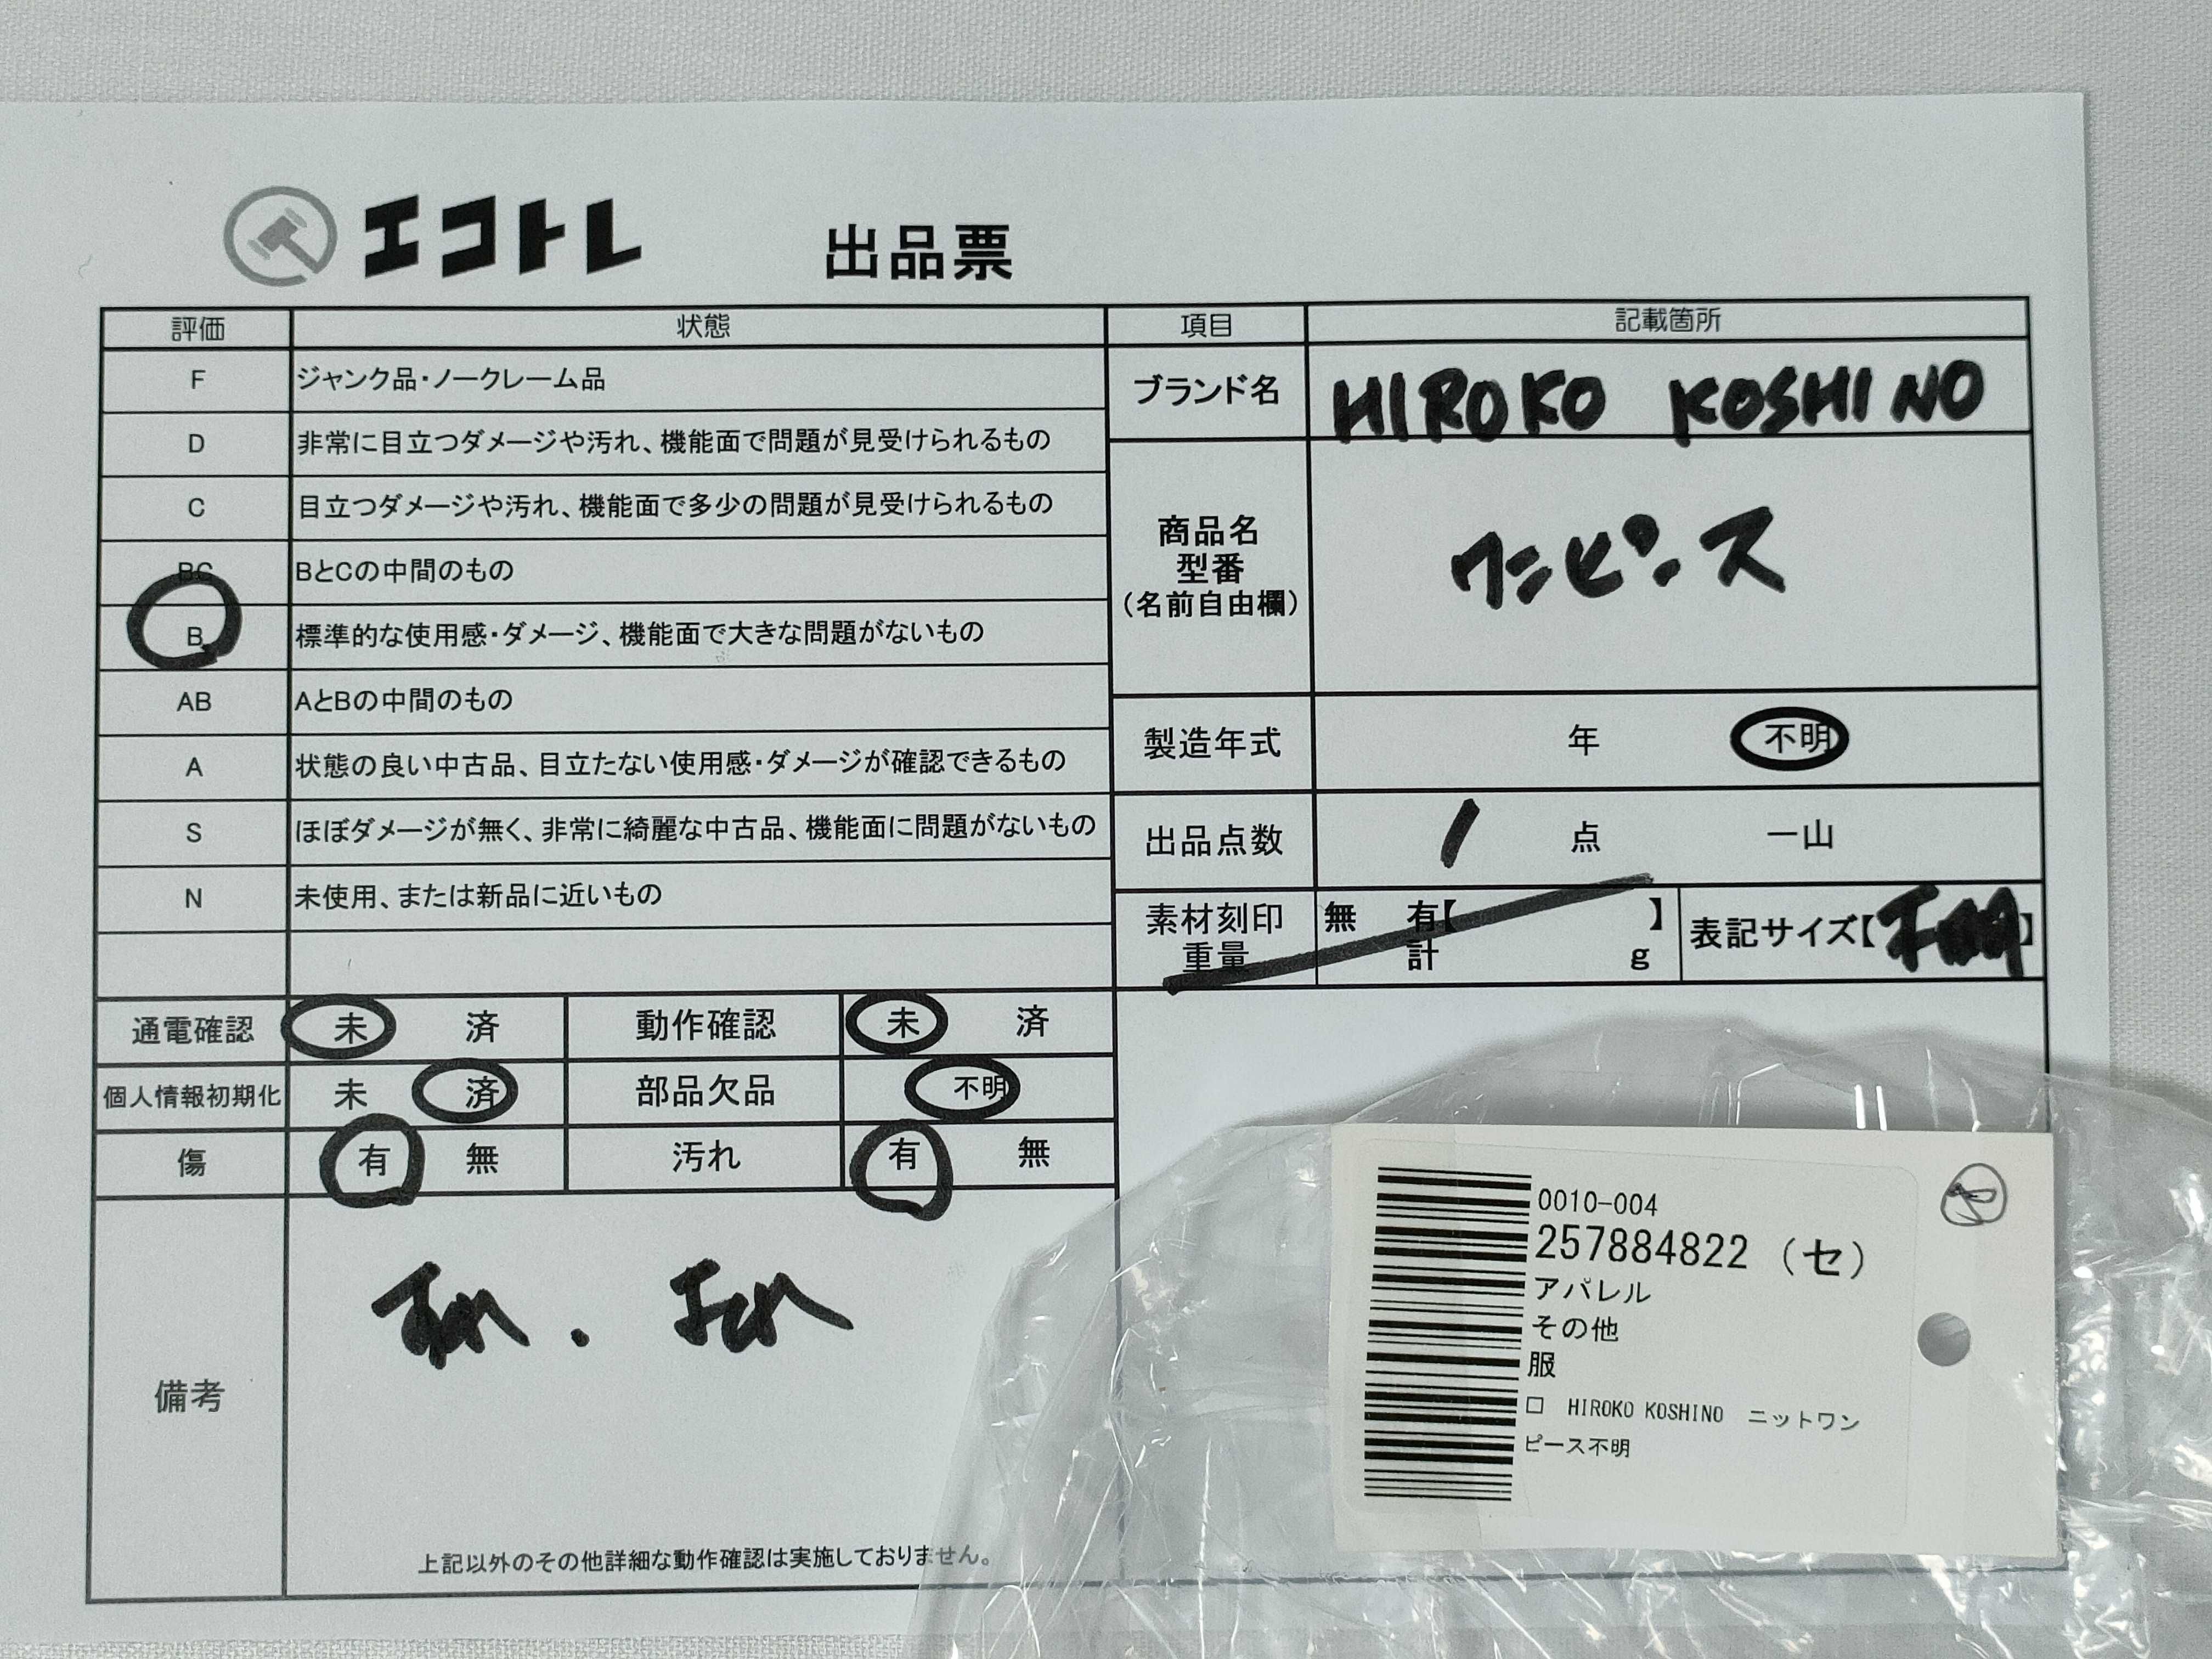 エコトレ 出品票
評価 状態 項目 記載箇所
F ジャンク品・ノークレーム品
D 非常に目立つダメージや汚れ、機能面で問題が見受けられるもの
C 目立つダメージや汚れ、機能面で多少の問題が見受けられるもの
BC BとCの中間のもの
B 標準的な使用感・ダメージ、機能面で大きな問題がないもの
AB AとBの中間のもの
A 状態の良い中古品、目立たない使用感・ダメージが確認できるもの
S ほぼダメージが無く、非常に綺麗な中古品、機能面に問題がないもの
N 未使用、または新品に近いもの
ブランド名 HIROKO KOSHINO
商品名
型番
(名前自由欄)
ワンピース
製造年式 年 不明
出品点数 1 点 一山
素材刻印 無 有【 】
重量 計 g
表記サイズ【不明】
通電確認 未 済 動作確認 未 済
個人情報初期化 未 済 部品欠品 不明
傷 有 無 汚れ 有 無
備考
上記以外のその他詳細な動作確認は実施しておりません。
0010-004
257884822 (セ)
アパレル
その他
服
□ HIROKO KOSHINO ニットワン
ピース不明